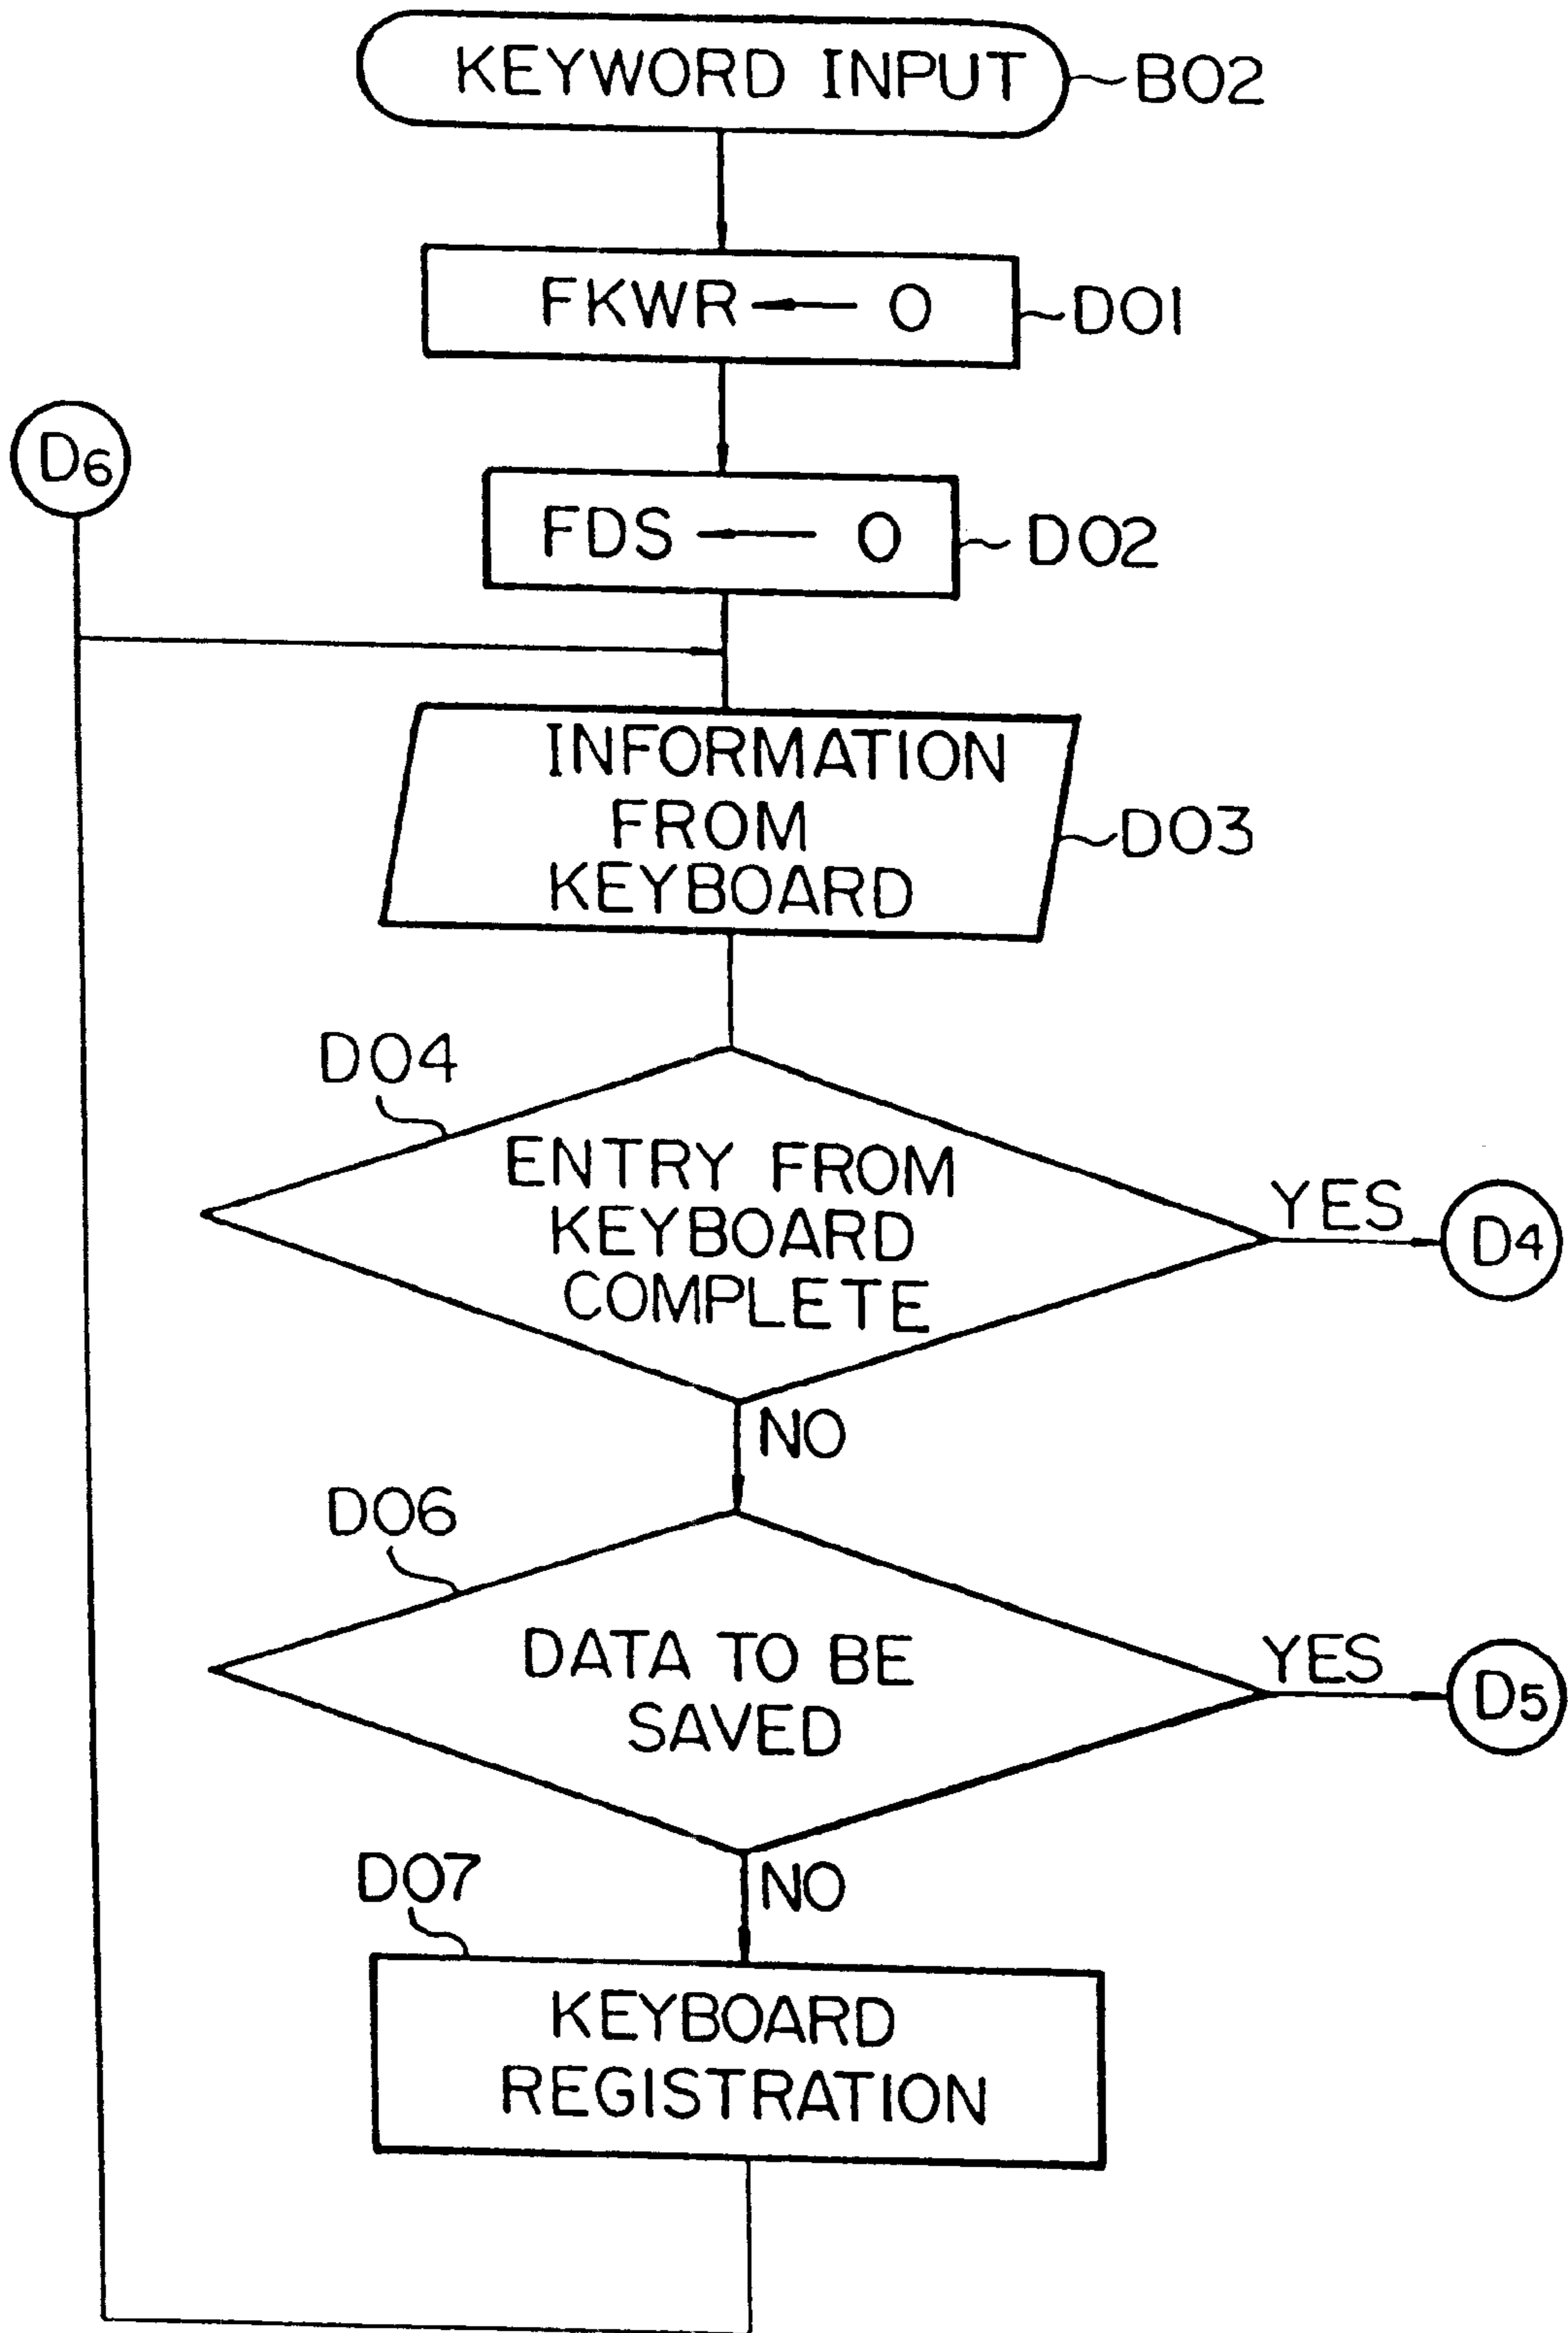 KEYWORD INPUT
B02
FKWR ← 0
D01
D6
FDS ← 0
D02
INFORMATION
FROM
KEYBOARD
D03
D04
ENTRY FROM
KEYBOARD
COMPLETE
YES
D4
NO
D06
DATA TO BE
SAVED
YES
D5
NO
D07
KEYBOARD
REGISTRATION